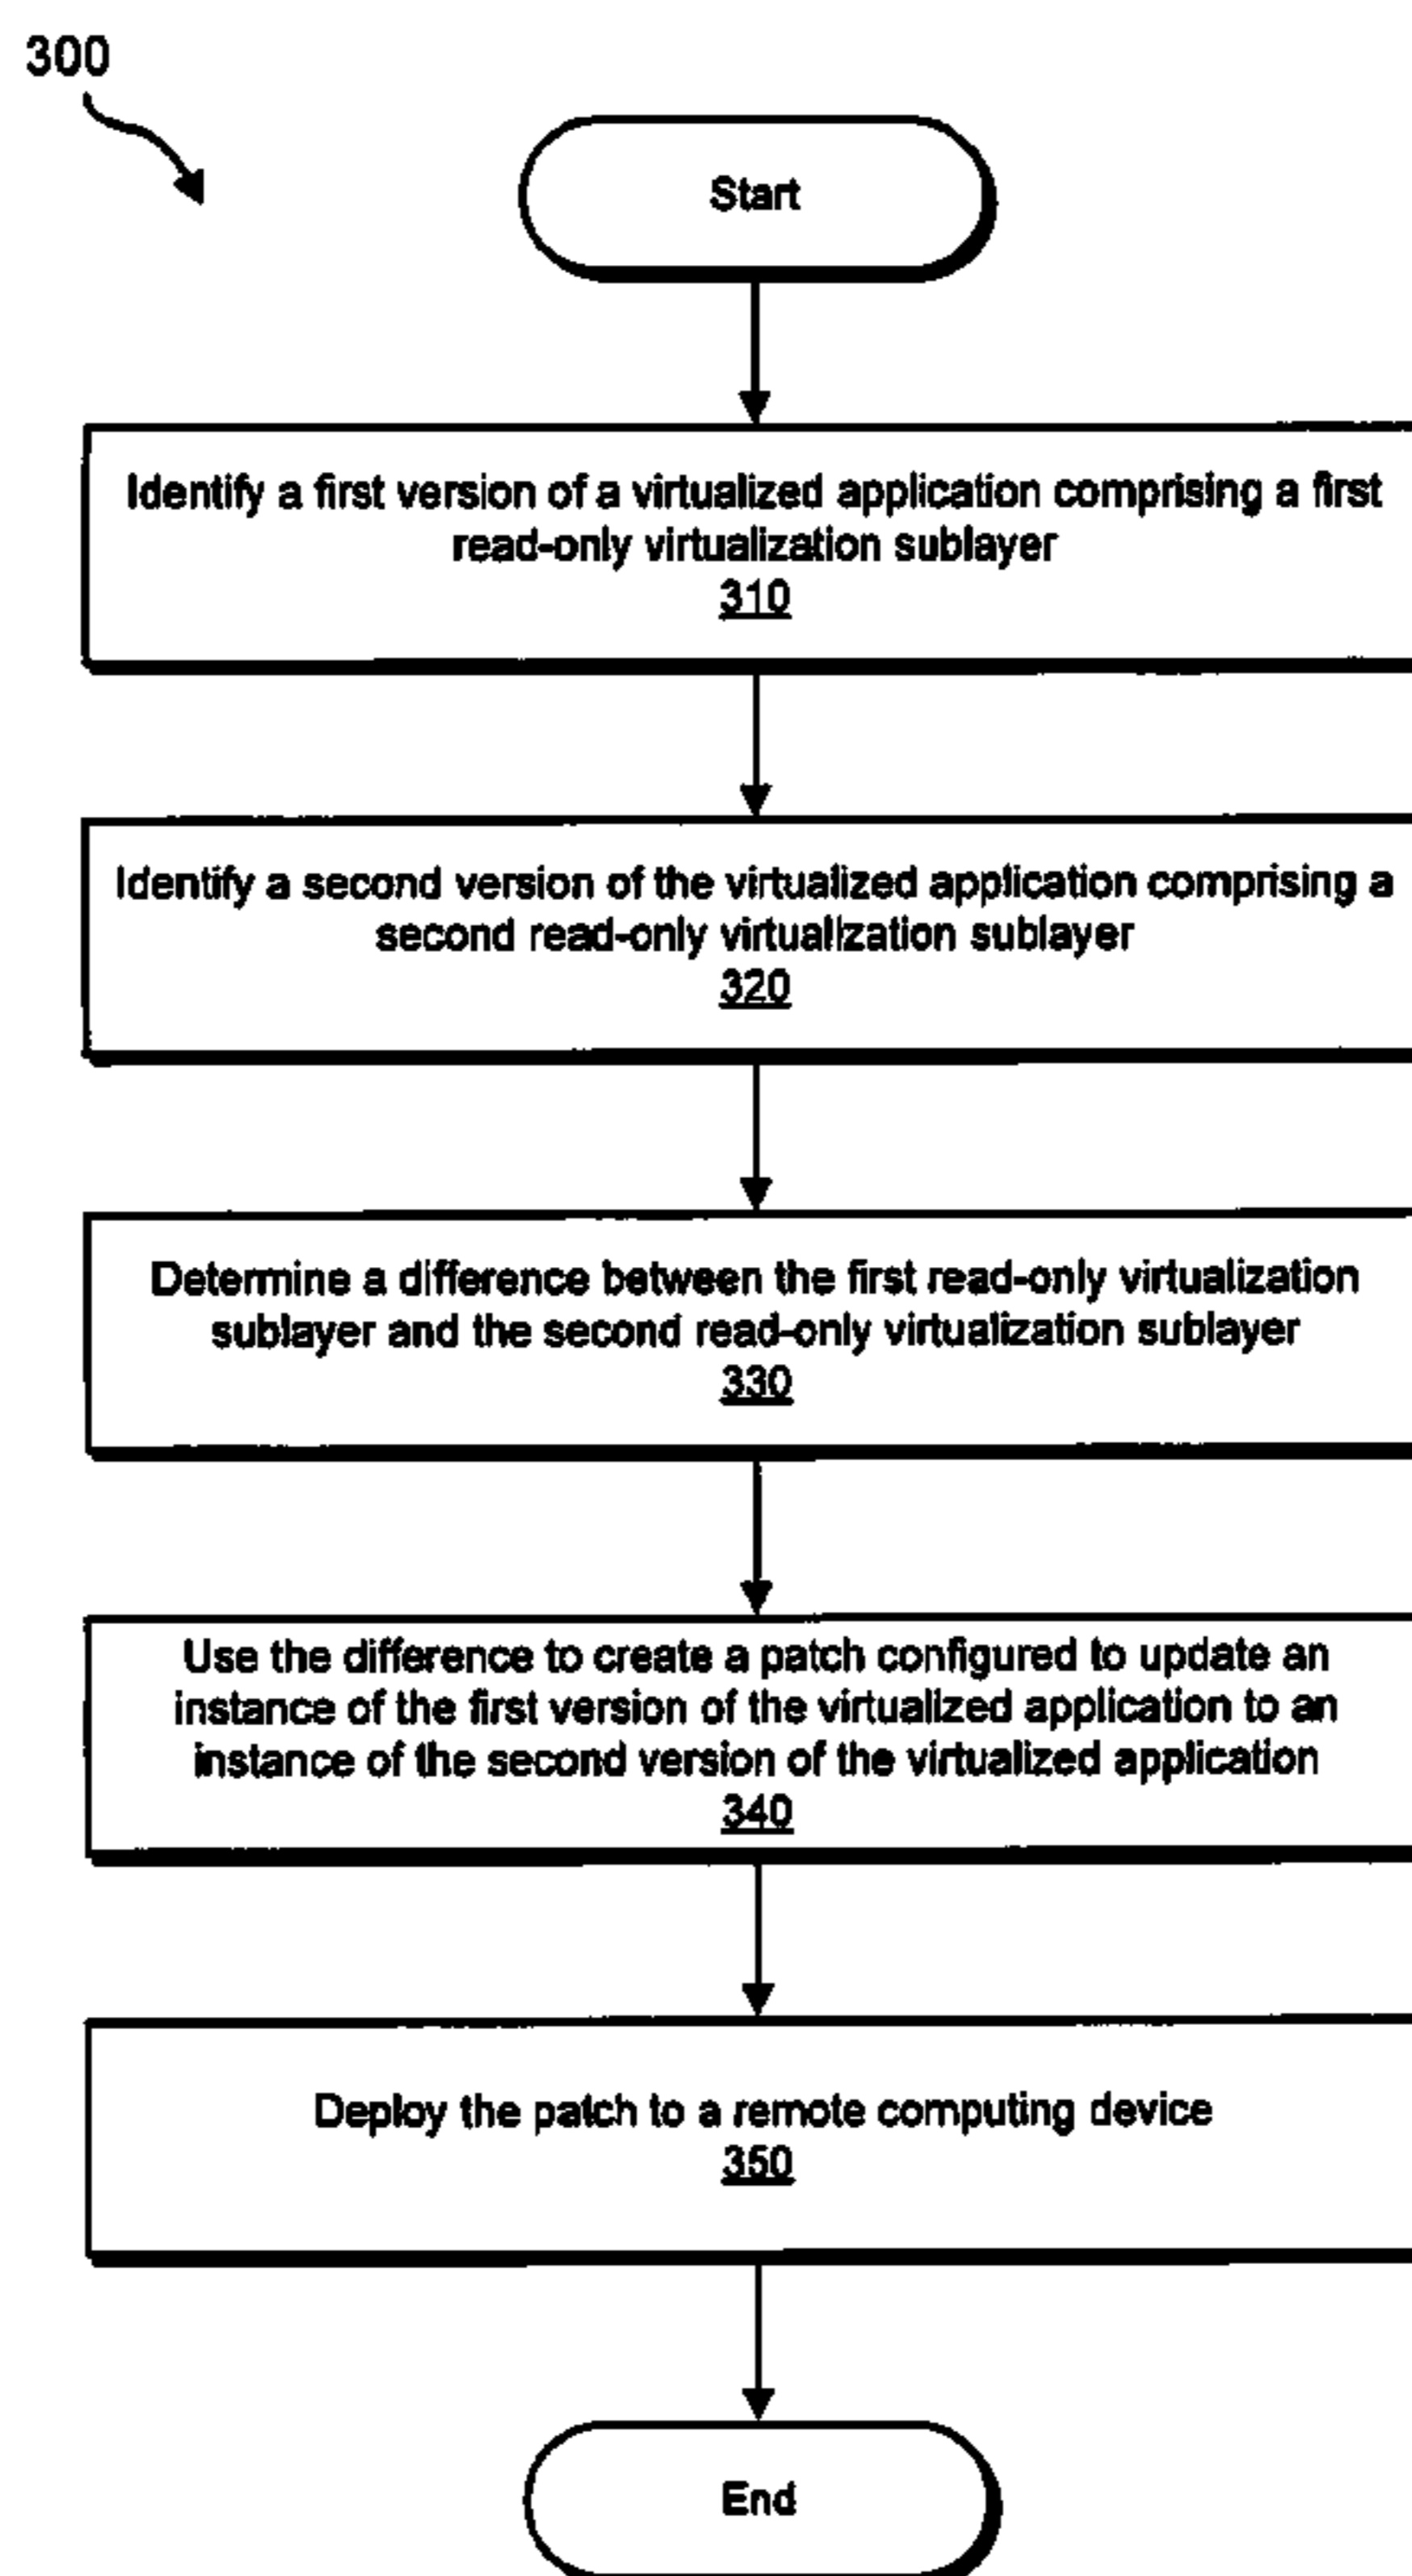 300
Start
Identify a first version of a virtualized application comprising a first
read-only virtualization sublayer
310
Identify a second version of the virtualized application comprising a
second read-only virtualization sublayer
320
Determine a difference between the first read-only virtualization
sublayer and the second read-only virtualization sublayer
330
Use the difference to create a patch configured to update an
instance of the first version of the virtualized application to an
instance of the second version of the virtualized application
340
Deploy the patch to a remote computing device
350
End